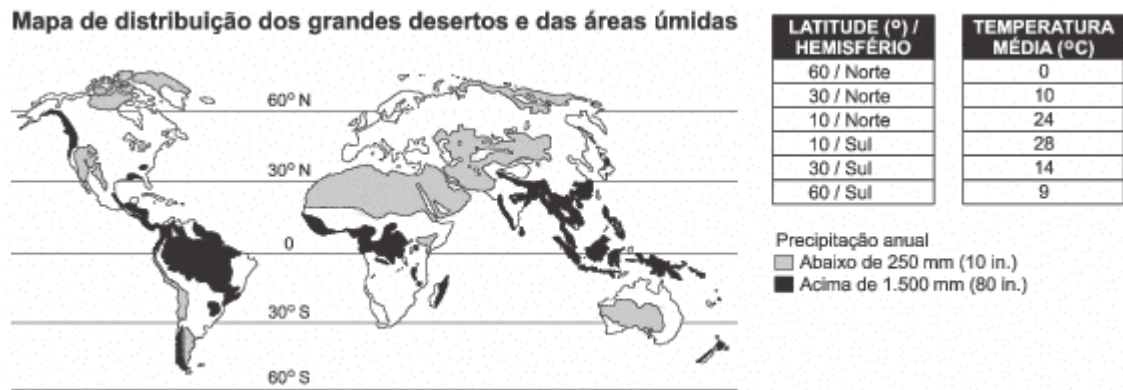 Mapa de distribuição dos grandes desertos e das áreas úmidas
60° N
30° N
0
30° S
60° S
LATITUDE (°) / HEMISFÉRIO TEMPERATURA MÉDIA (°C)
60 / Norte 0
30 / Norte 10
10 / Norte 24
10 / Sul 28
30 / Sul 14
60 / Sul 9
Precipitação anual
Abaixo de 250 mm (10 in.)
Acima de 1.500 mm (80 in.)